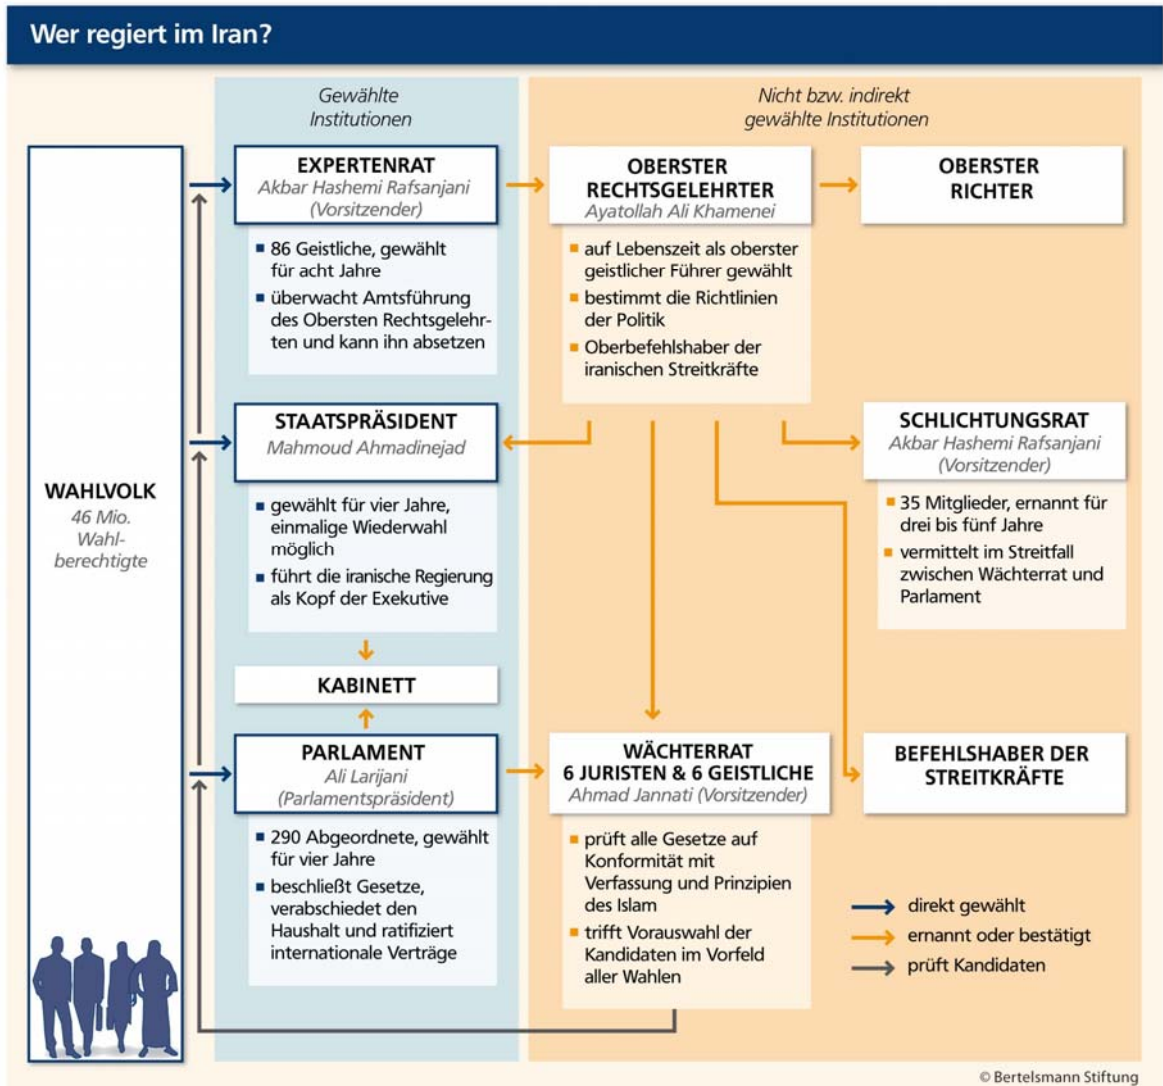 Wer regiert im Iran?
Gewählte
Institutionen
Nicht bzw. indirekt
gewählte Institutionen
WAHLVOLK
46 Mio.
Wahl-
berechtigte
EXPERTENRAT
Akbar Hashemi Rafsanjani
(Vorsitzender)
■ 86 Geistliche, gewählt
für acht Jahre
■ überwacht Amtsführung
des Obersten Rechtsgelehr-
ten und kann ihn absetzen
STAATSPRÄSIDENT
Mahmoud Ahmadinejad
■ gewählt für vier Jahre,
einmalige Wiederwahl
möglich
■ führt die iranische Regierung
als Kopf der Exekutive
KABINETT
PARLAMENT
Ali Larijani
(Parlamentspräsident)
■ 290 Abgeordnete, gewählt
für vier Jahre
■ beschließt Gesetze,
verabschiedet den
Haushalt und ratifiziert
internationale Verträge
OBERSTER
RECHTSGELEHRTER
Ayatollah Ali Khamenei
■ auf Lebenszeit als oberster
geistlicher Führer gewählt
■ bestimmt die Richtlinien
der Politik
■ Oberbefehlshaber der
iranischen Streitkräfte
OBERSTER
RICHTER
SCHLICHTUNGSRAT
Akbar Hashemi Rafsanjani
(Vorsitzender)
■ 35 Mitglieder, ernannt für
drei bis fünf Jahre
■ vermittelt im Streitfall
zwischen Wächterrat und
Parlament
WÄCHTERRAT
6 JURISTEN & 6 GEISTLICHE
Ahmad Jannati (Vorsitzender)
■ prüft alle Gesetze auf
Konformität mit
Verfassung und Prinzipien
des Islam
■ trifft Vorauswahl der
Kandidaten im Vorfeld
aller Wahlen
BEFEHLSHABER DER
STREITKRÄFTE
direkt gewählt
ernannt oder bestätigt
prüft Kandidaten
© Bertelsmann Stiftung